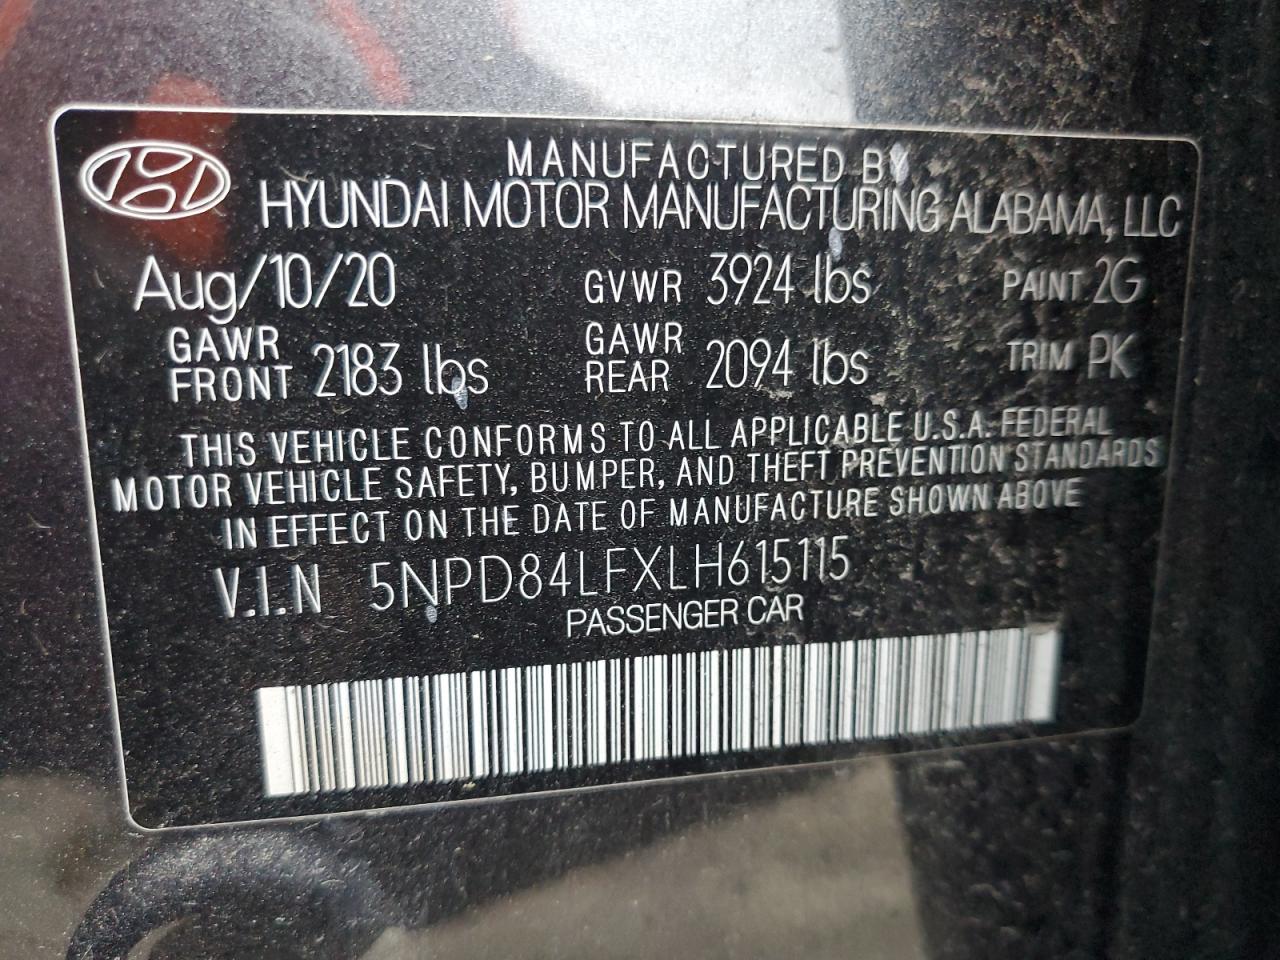 MANUFACTURED BY
HYUNDAI MOTOR MANUFACTURING ALABAMA, LLC
Aug/10/20 GVWR 3924 lbs PAINT 2G
GAWR FRONT 2183 lbs GAWR REAR 2094 lbs TRIM PK
THIS VEHICLE CONFORMS TO ALL APPLICABLE U.S.A. FEDERAL
MOTOR VEHICLE SAFETY, BUMPER, AND THEFT PREVENTION STANDARDS
IN EFFECT ON THE DATE OF MANUFACTURE SHOWN ABOVE
V.I.N 5NPD84LFXLH615115
PASSENGER CAR